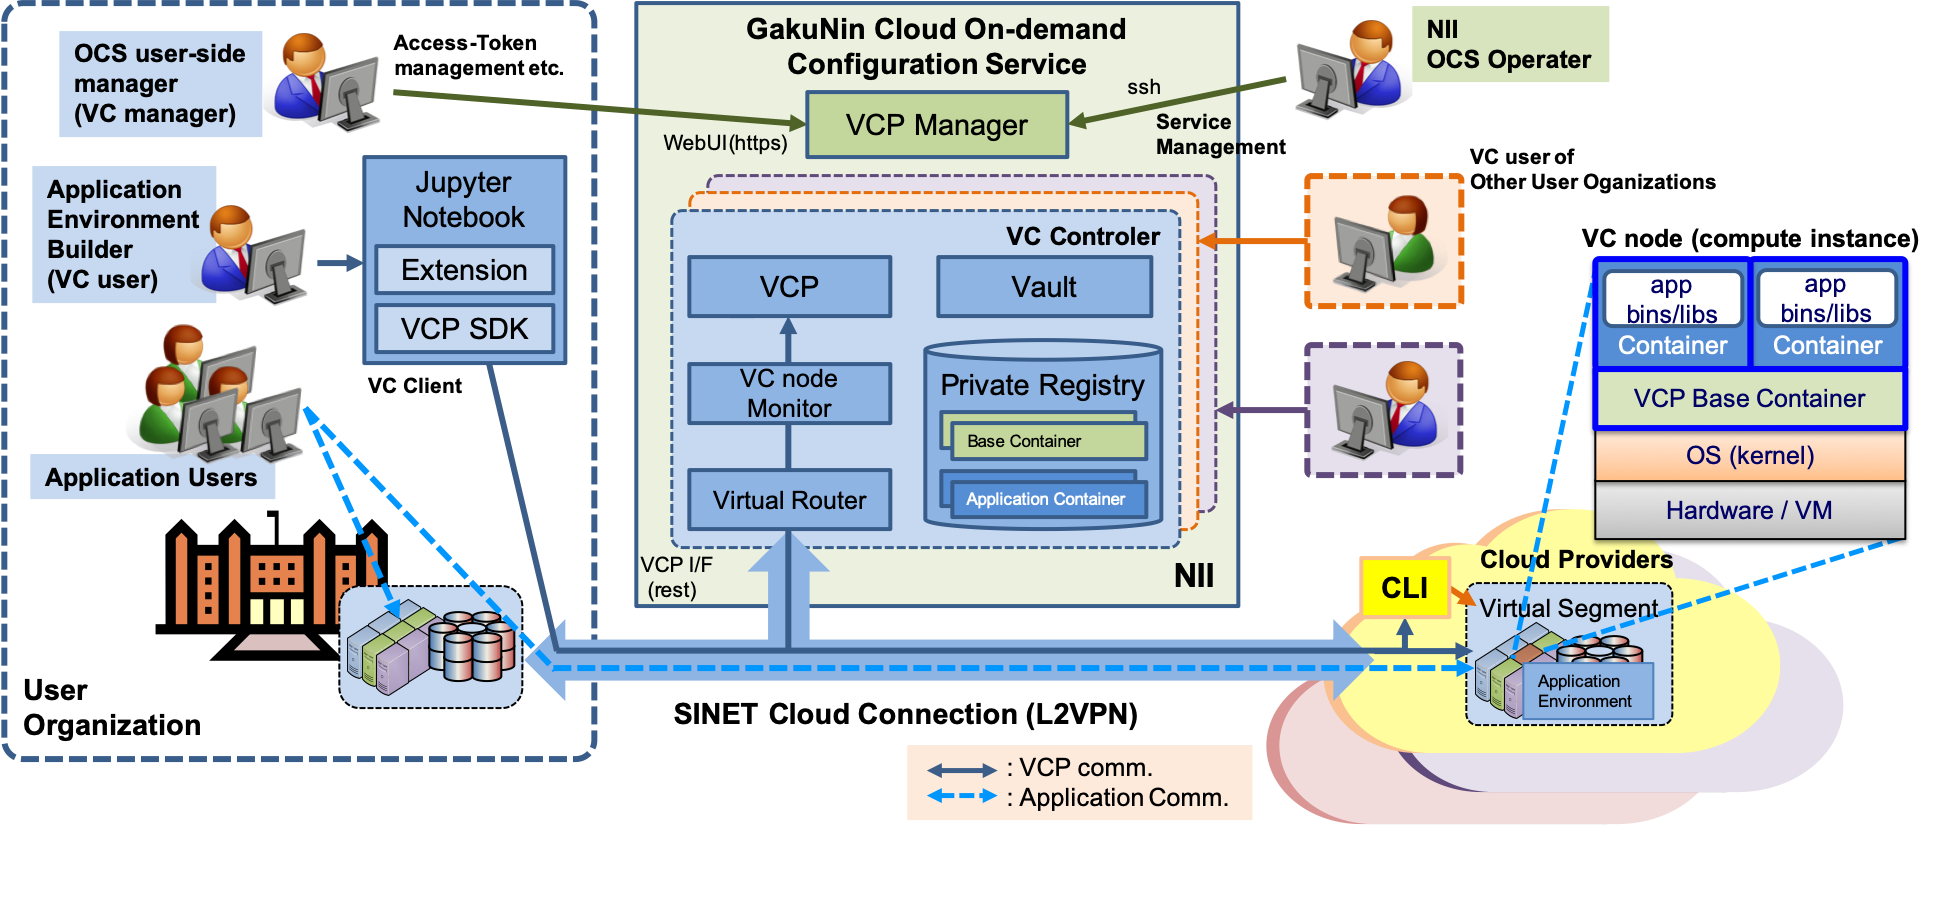 OCS user-side
manager
(VC manager)
Access-Token
management etc.
Application
Environment
Builder
(VC user)
Jupyter
Notebook
Extension
VCP SDK
VC Client
Application Users
User
Organization
GakuNin Cloud On-demand
Configuration Service
VCP Manager
WebUI(https)
ssh
Service
Management
NII
OCS Operater
VC user of
Other User Oganizations
VC Controler
VCP
Vault
VC node
Monitor
Private Registry
Base Container
Application Container
Virtual Router
VCP I/F
(rest)
NII
VC node (compute instance)
app
bins/libs
Container
app
bins/libs
Container
VCP Base Container
OS (kernel)
Hardware / VM
Cloud Providers
CLI
Virtual Segment
Application
Environment
SINET Cloud Connection (L2VPN)
: VCP comm.
: Application Comm.